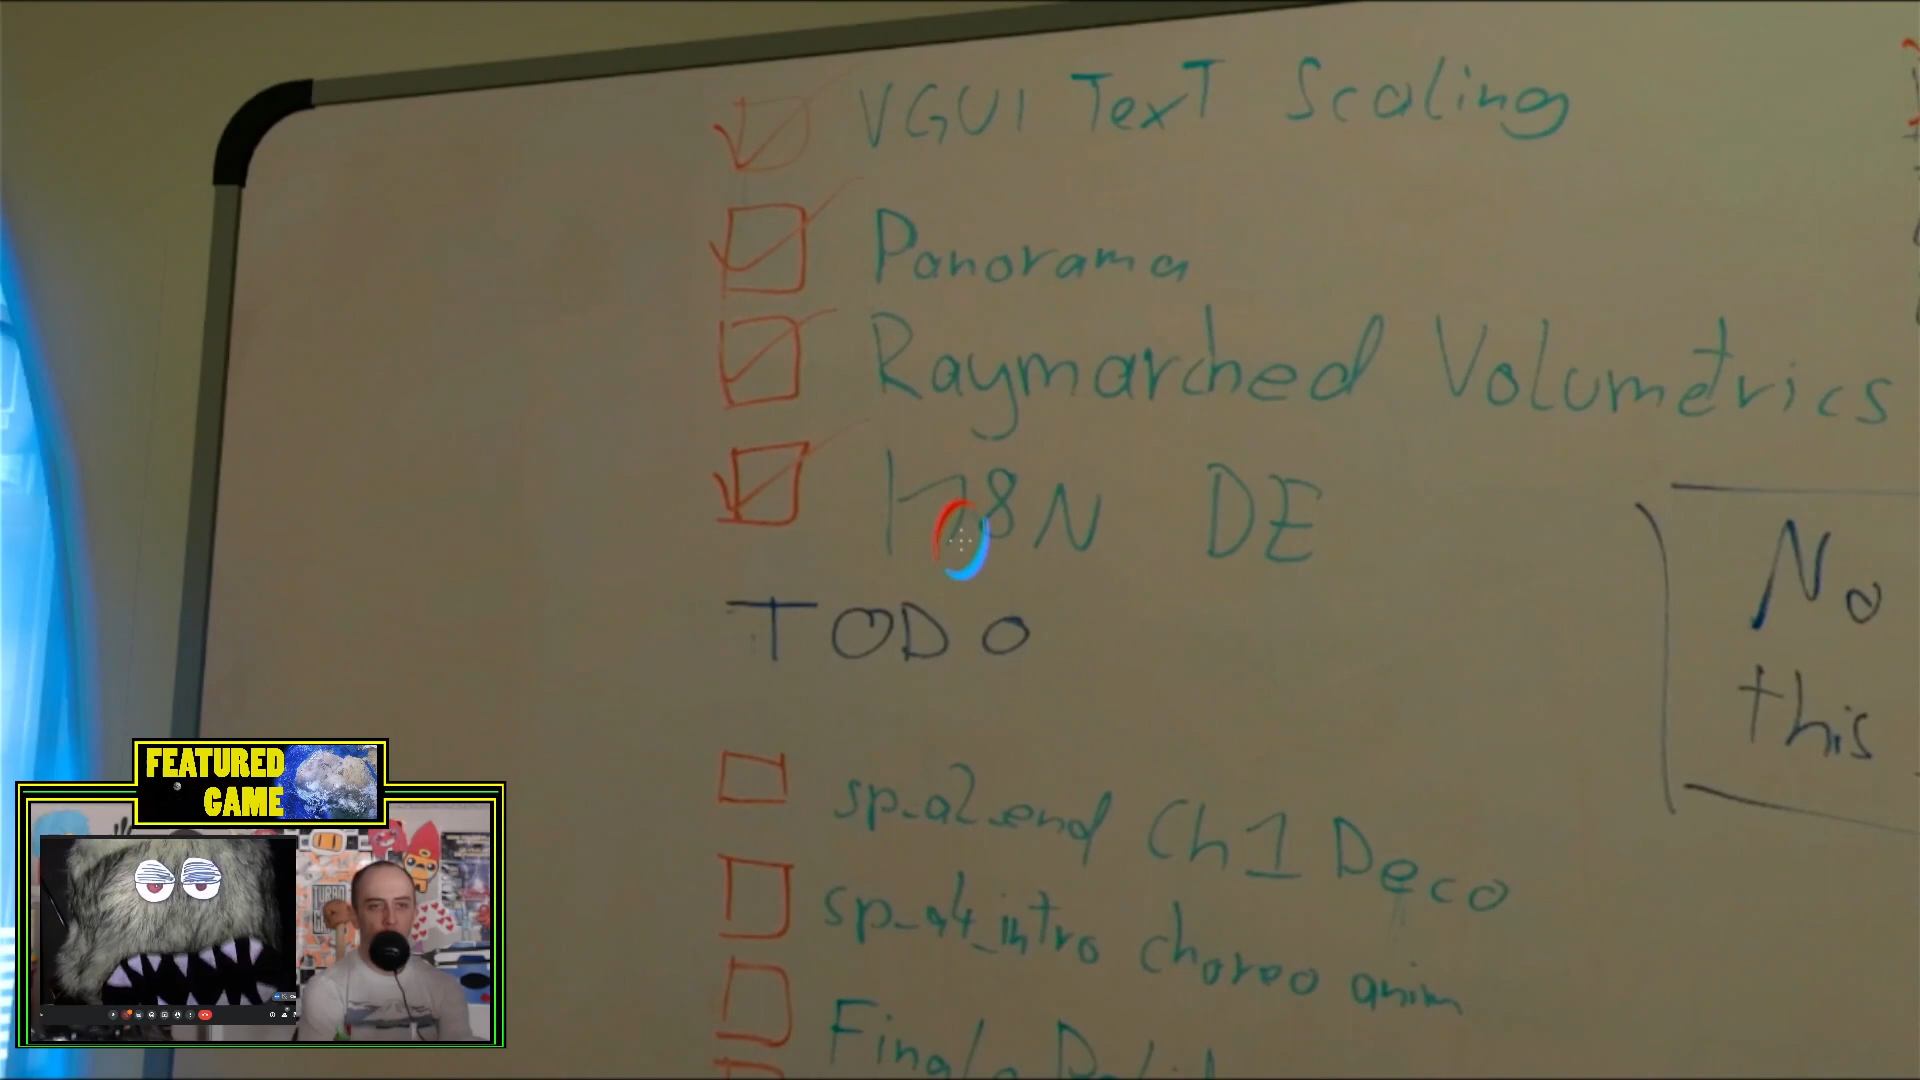 VGUI TexT Scaling
Panorama
Raymarched Volumetrics
I18N DE
No
this
TODO
sp_a2_end Ch1 Deco
sp_a4_intro choreo anim
Finale
FEATURED
GAME